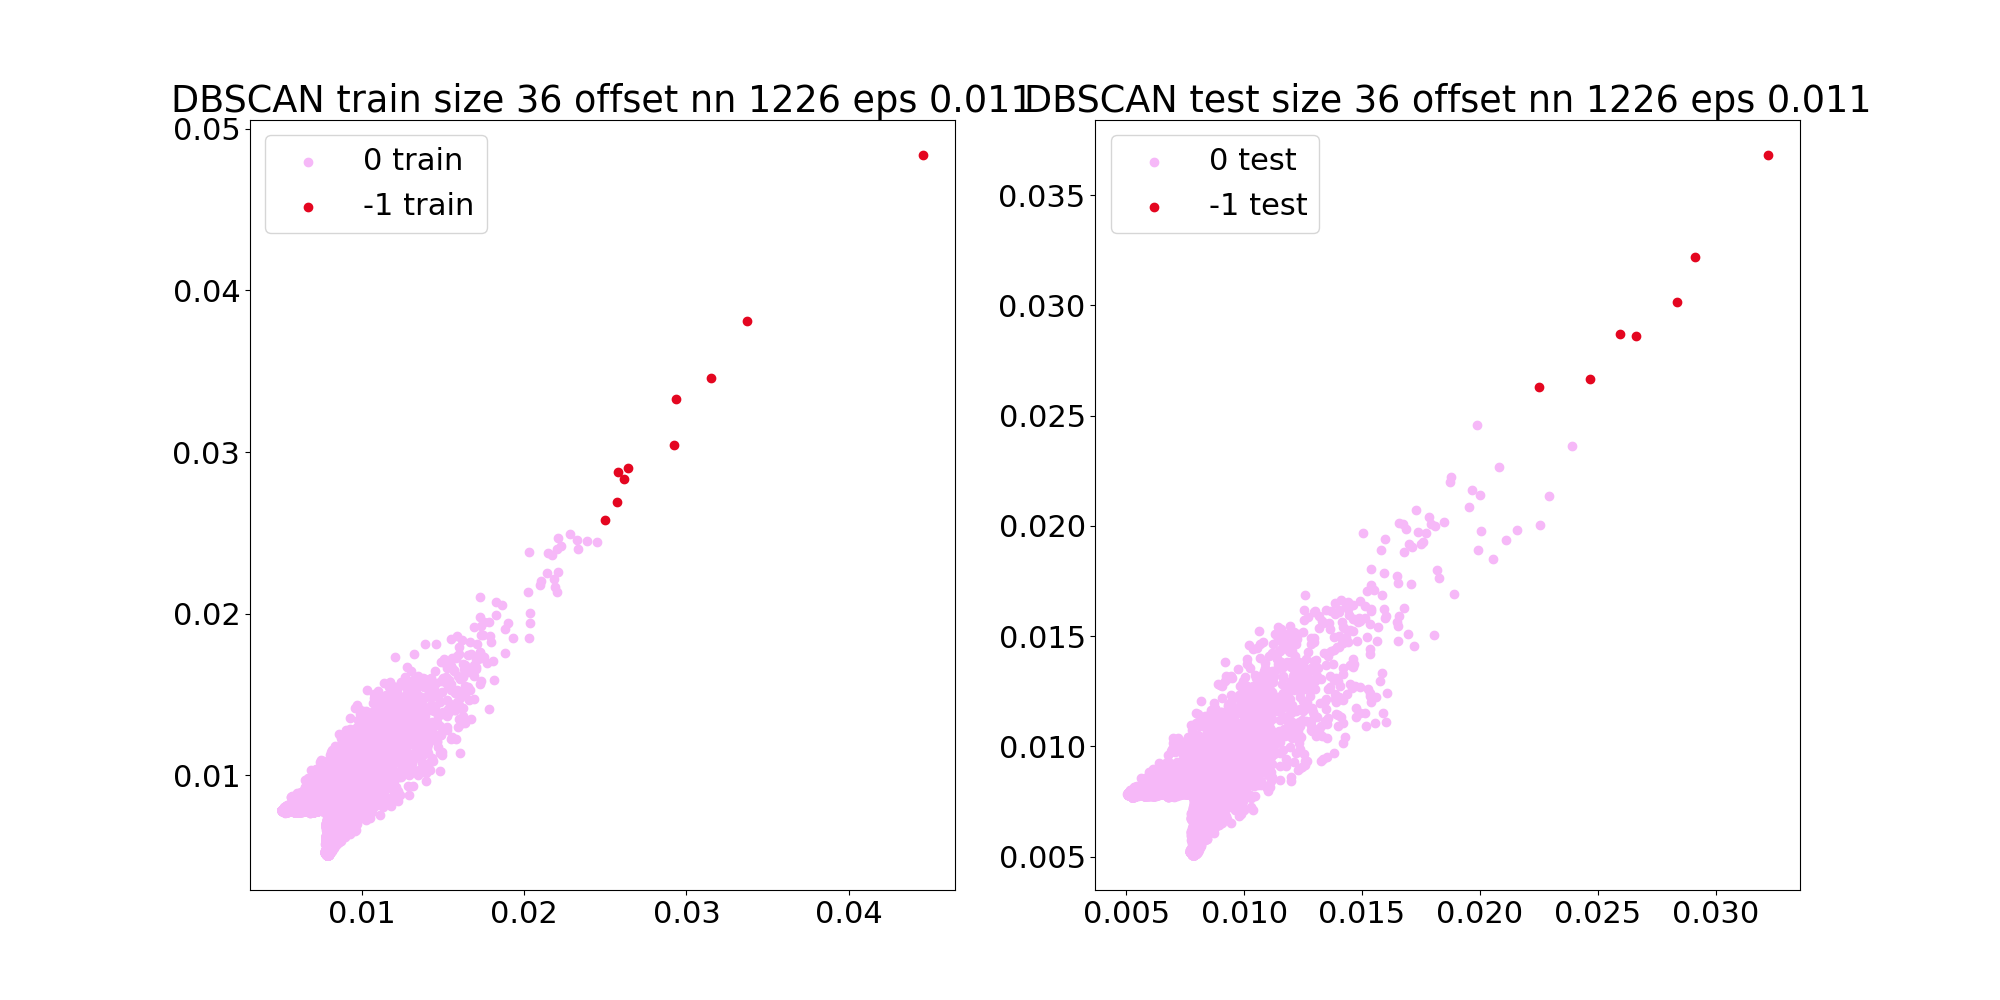 DBSCAN train size 36 offset nn 1226 eps 0.011
0 train
-1 train
0.05
0.04
0.03
0.02
0.01
0.01 0.02 0.03 0.04
DBSCAN test size 36 offset nn 1226 eps 0.011
0 test
-1 test
0.035
0.030
0.025
0.020
0.015
0.010
0.005
0.005 0.010 0.015 0.020 0.025 0.030